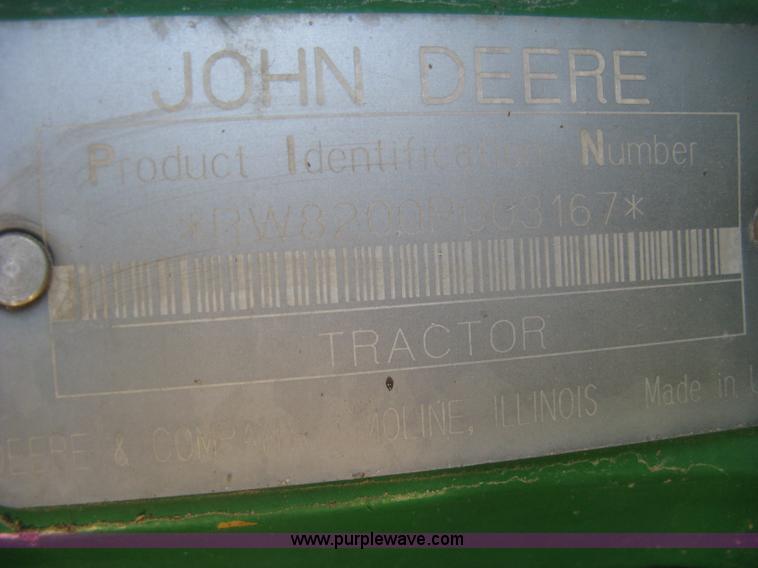 JOHN DEERE
Product Identification Number
*RW8200P003167*
TRACTOR
DEERE & COMPANY MOLINE, ILLINOIS Made in U
www.purplewave.com